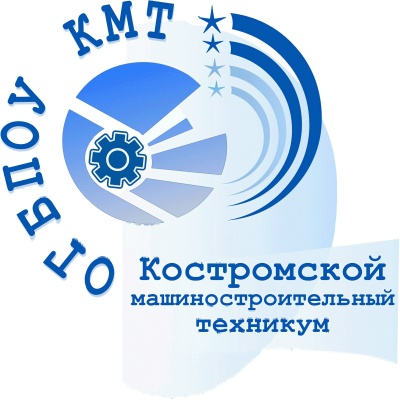 ОГБПОУ КМТ
Костромской
машиностроительный
техникум